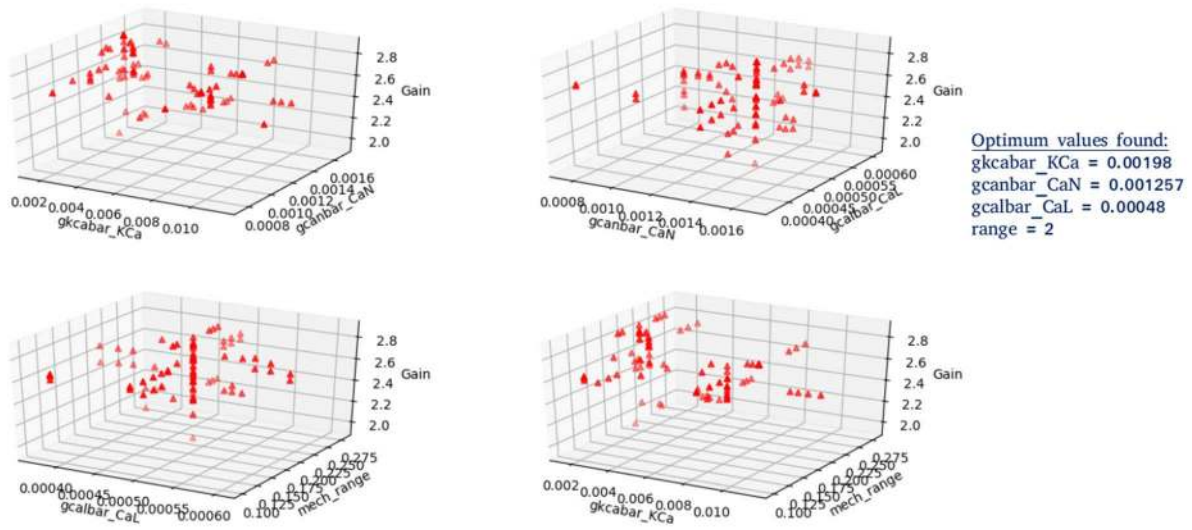 2.8
2.6
2.4
2.2
2.0
Gain
0.002 0.004 0.006 0.008 0.010
gkcabar_KCa
0.0008 0.0010 0.0012 0.0014 0.0016
gcanbar_CaN
2.8
2.6
2.4
2.2
2.0
Gain
0.0008 0.0010 0.0012 0.0014 0.0016
gcanbar_CaN
0.00040 0.00045 0.00050 0.00055 0.00060
gcalbar_CaL
Optimum values found:
gkcabar_KCa = 0.00198
gcanbar_CaN = 0.001257
gcalbar_CaL = 0.00048
range = 2
2.8
2.6
2.4
2.2
2.0
Gain
0.00040 0.00045 0.00050 0.00055 0.00060
gcalbar_CaL
0.100 0.125 0.150 0.175 0.200 0.225 0.250 0.275
mech_range
2.8
2.6
2.4
2.2
2.0
Gain
0.002 0.004 0.006 0.008 0.010
gkcabar_KCa
0.100 0.125 0.150 0.175 0.200 0.225 0.250 0.275
mech_range